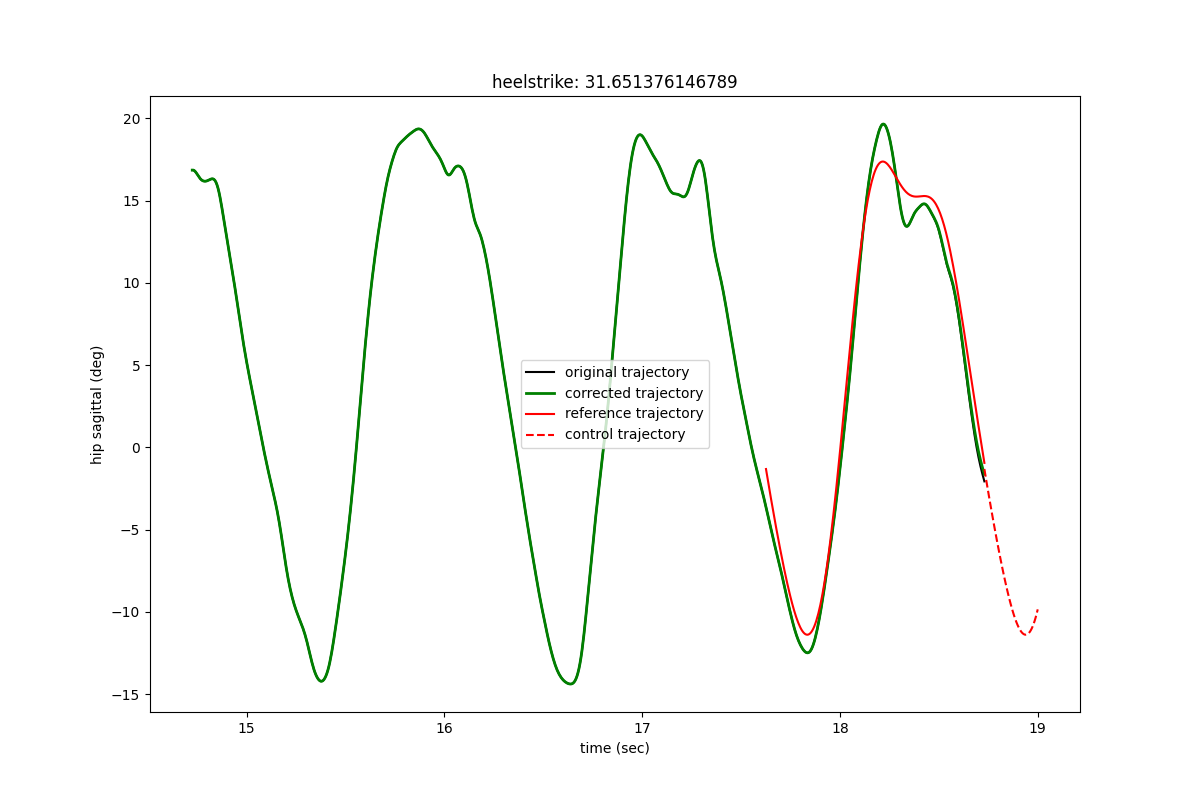 heelstrike: 31.651376146789
20
15
10
5
0
−5
−10
−15
hip sagittal (deg)
original trajectory
corrected trajectory
reference trajectory
control trajectory
15
16
17
18
19
time (sec)